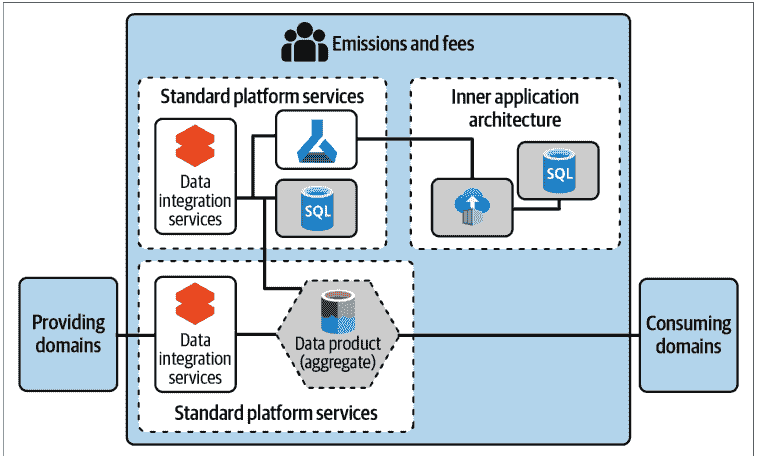 Emissions and fees
Standard platform services
Inner application
architecture
Data
integration
services
SQL
SQL
Providing
domains
Data
integration
services
Data product
(aggregate)
Consuming
domains
Standard platform services